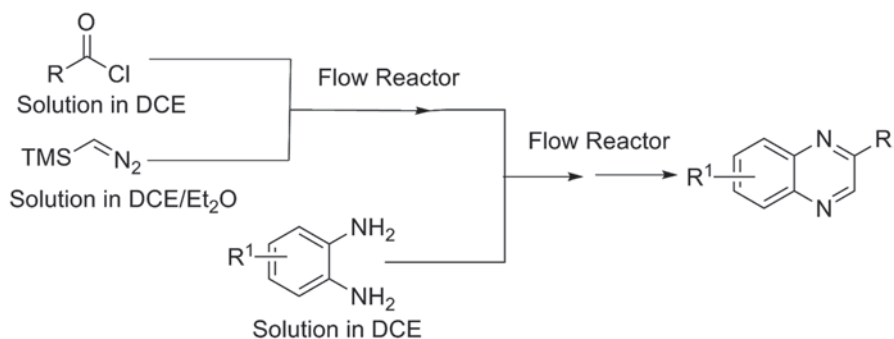 O
R Cl
Flow Reactor
Solution in DCE
TMS N₂
Solution in DCE/Et₂O
Flow Reactor
N R
R¹
N
NH₂
R¹
NH₂
Solution in DCE